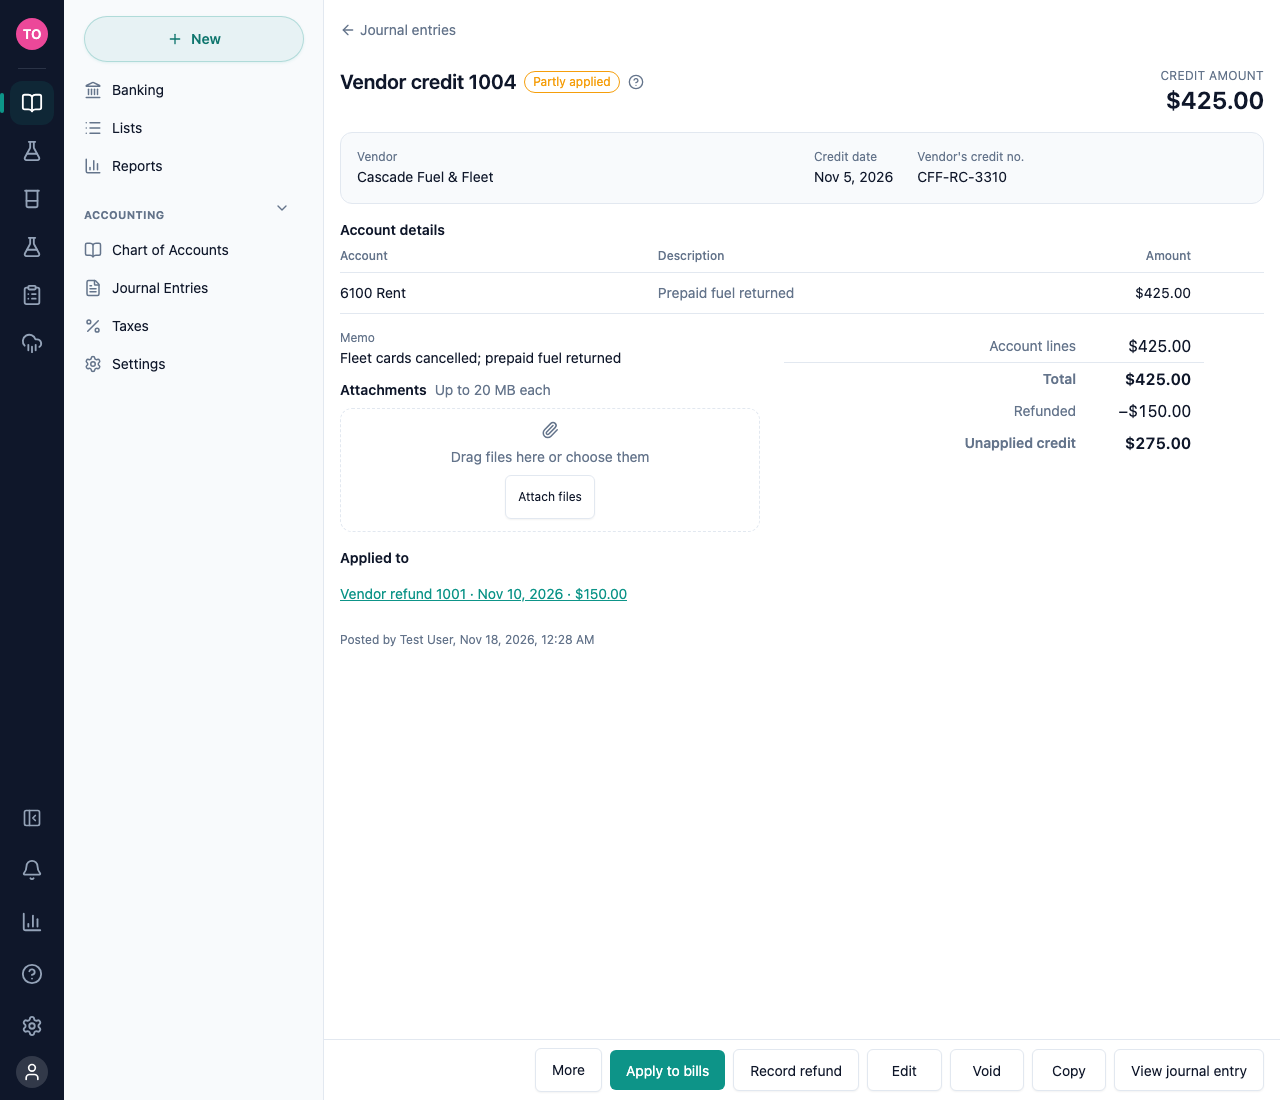 TO
New
Banking
Lists
Reports
ACCOUNTING
Chart of Accounts
Journal Entries
Taxes
Settings
Journal entries
Vendor credit 1004 Partly applied
CREDIT AMOUNT
$425.00
Vendor Credit date Vendor's credit no.
Cascade Fuel & Fleet Nov 5, 2026 CFF-RC-3310
Account details
Account Description Amount
6100 Rent Prepaid fuel returned $425.00
Memo
Fleet cards cancelled; prepaid fuel returned
Account lines $425.00
Total $425.00
Refunded –$150.00
Unapplied credit $275.00
Attachments Up to 20 MB each
Drag files here or choose them
Attach files
Applied to
Vendor refund 1001 · Nov 10, 2026 · $150.00
Posted by Test User, Nov 18, 2026, 12:28 AM
More Apply to bills Record refund Edit Void Copy View journal entry